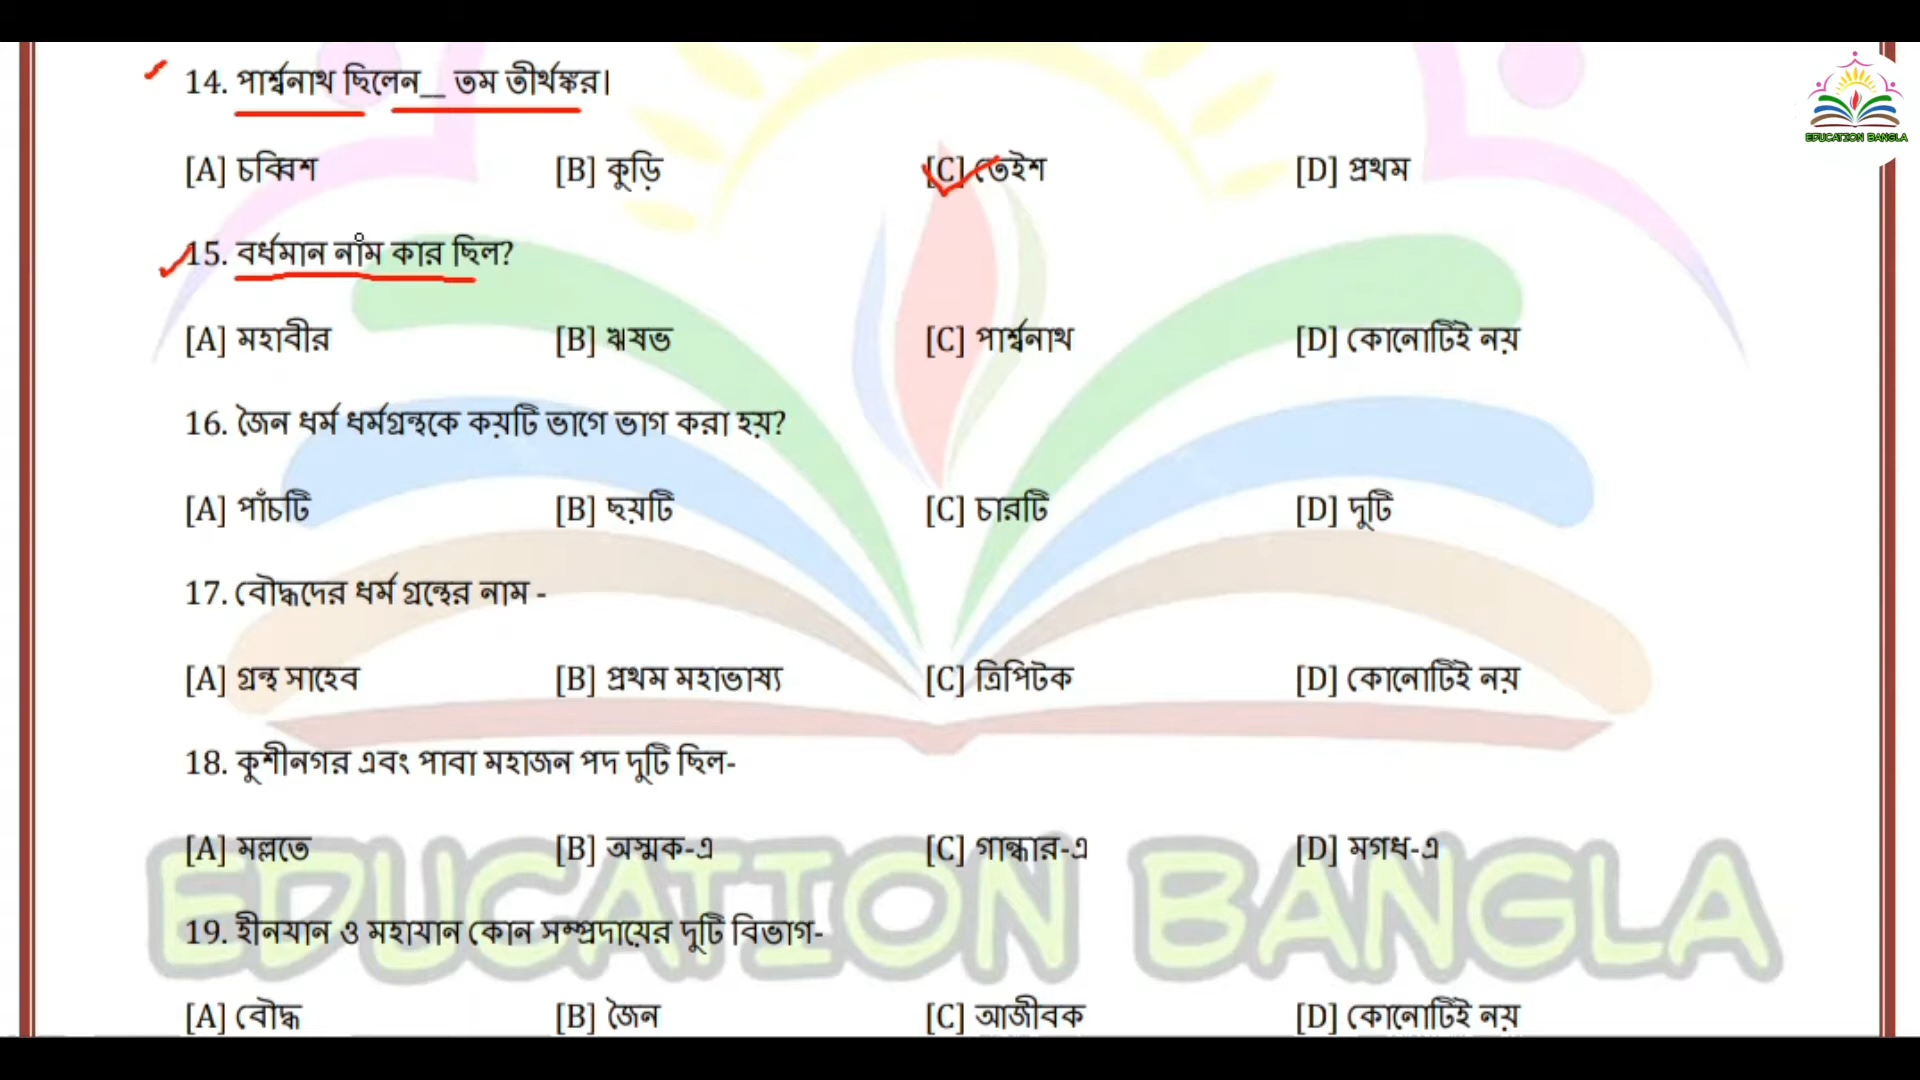 14. পার্শ্বনাথ ছিলেন__ তম তীর্থঙ্কর।
[A] চব্বিশ [B] কুড়ি [C] তেইশ [D] প্রথম
15. বর্ধমান নাম কার ছিল?
[A] মহাবীর [B] ঋষভ [C] পার্শ্বনাথ [D] কোনোটিই নয়
16. জৈন ধর্ম ধর্মগ্রন্থকে কয়টি ভাগে ভাগ করা হয়?
[A] পাঁচটি [B] ছয়টি [C] চারটি [D] দুটি
17. বৌদ্ধদের ধর্ম গ্রন্থের নাম -
[A] গ্রন্থ সাহেব [B] প্রথম মহাভাষ্য [C] ত্রিপিটক [D] কোনোটিই নয়
18. কুশীনগর এবং পাবা মহাজন পদ দুটি ছিল-
[A] মল্লতে [B] অস্মক-এ [C] গান্ধার-এ [D] মগধ-এ
19. হীনযান ও মহাযান কোন সম্প্রদায়ের দুটি বিভাগ-
[A] বৌদ্ধ [B] জৈন [C] আজীবক [D] কোনোটিই নয়
EDUCATION BANGLA
EDUCATION BANGLA